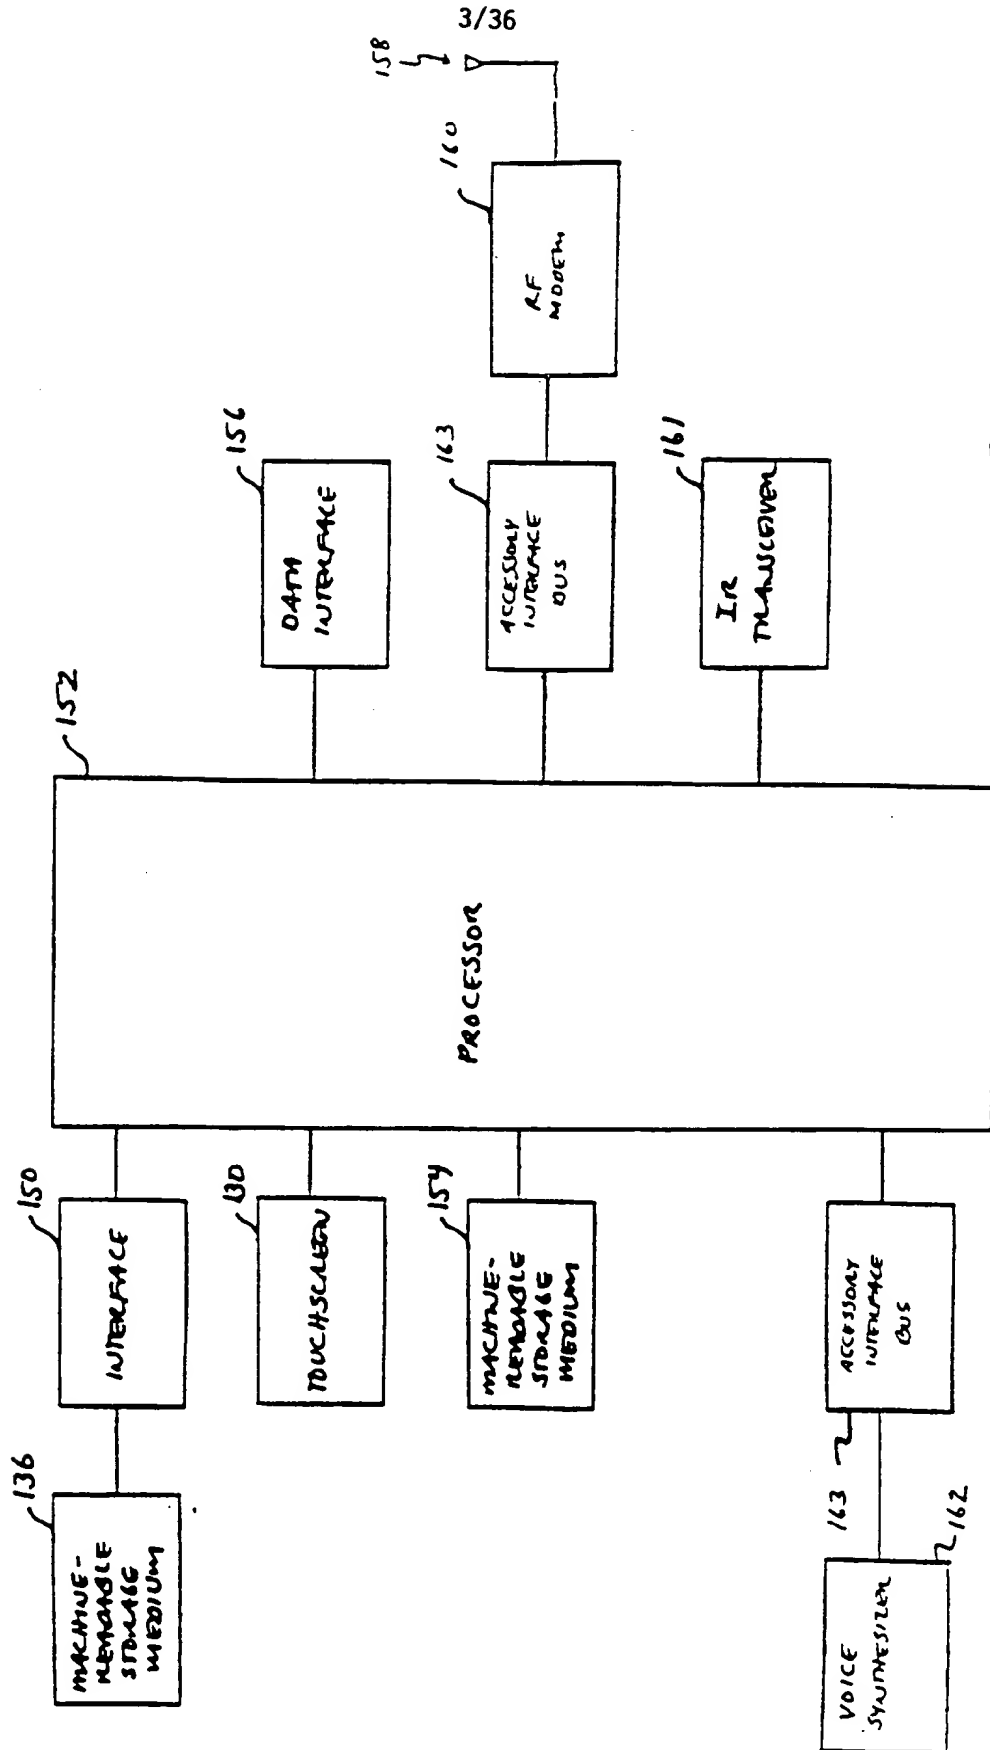 3/36
158
160
RF
MODEM
156
DATA
INTERFACE
163
ACCESSORY
INTERFACE
BUS
161
IR
TRANSCEIVER
152
PROCESSOR
150
INTERFACE
130
TOUCHSCREEN
154
MACHINE-
READABLE
STORAGE
MEDIUM
136
MACHINE-
READABLE
STORAGE
MEDIUM
ACCESSORY
INTERFACE
BUS
163
162
VOICE
SYNTHESIZER